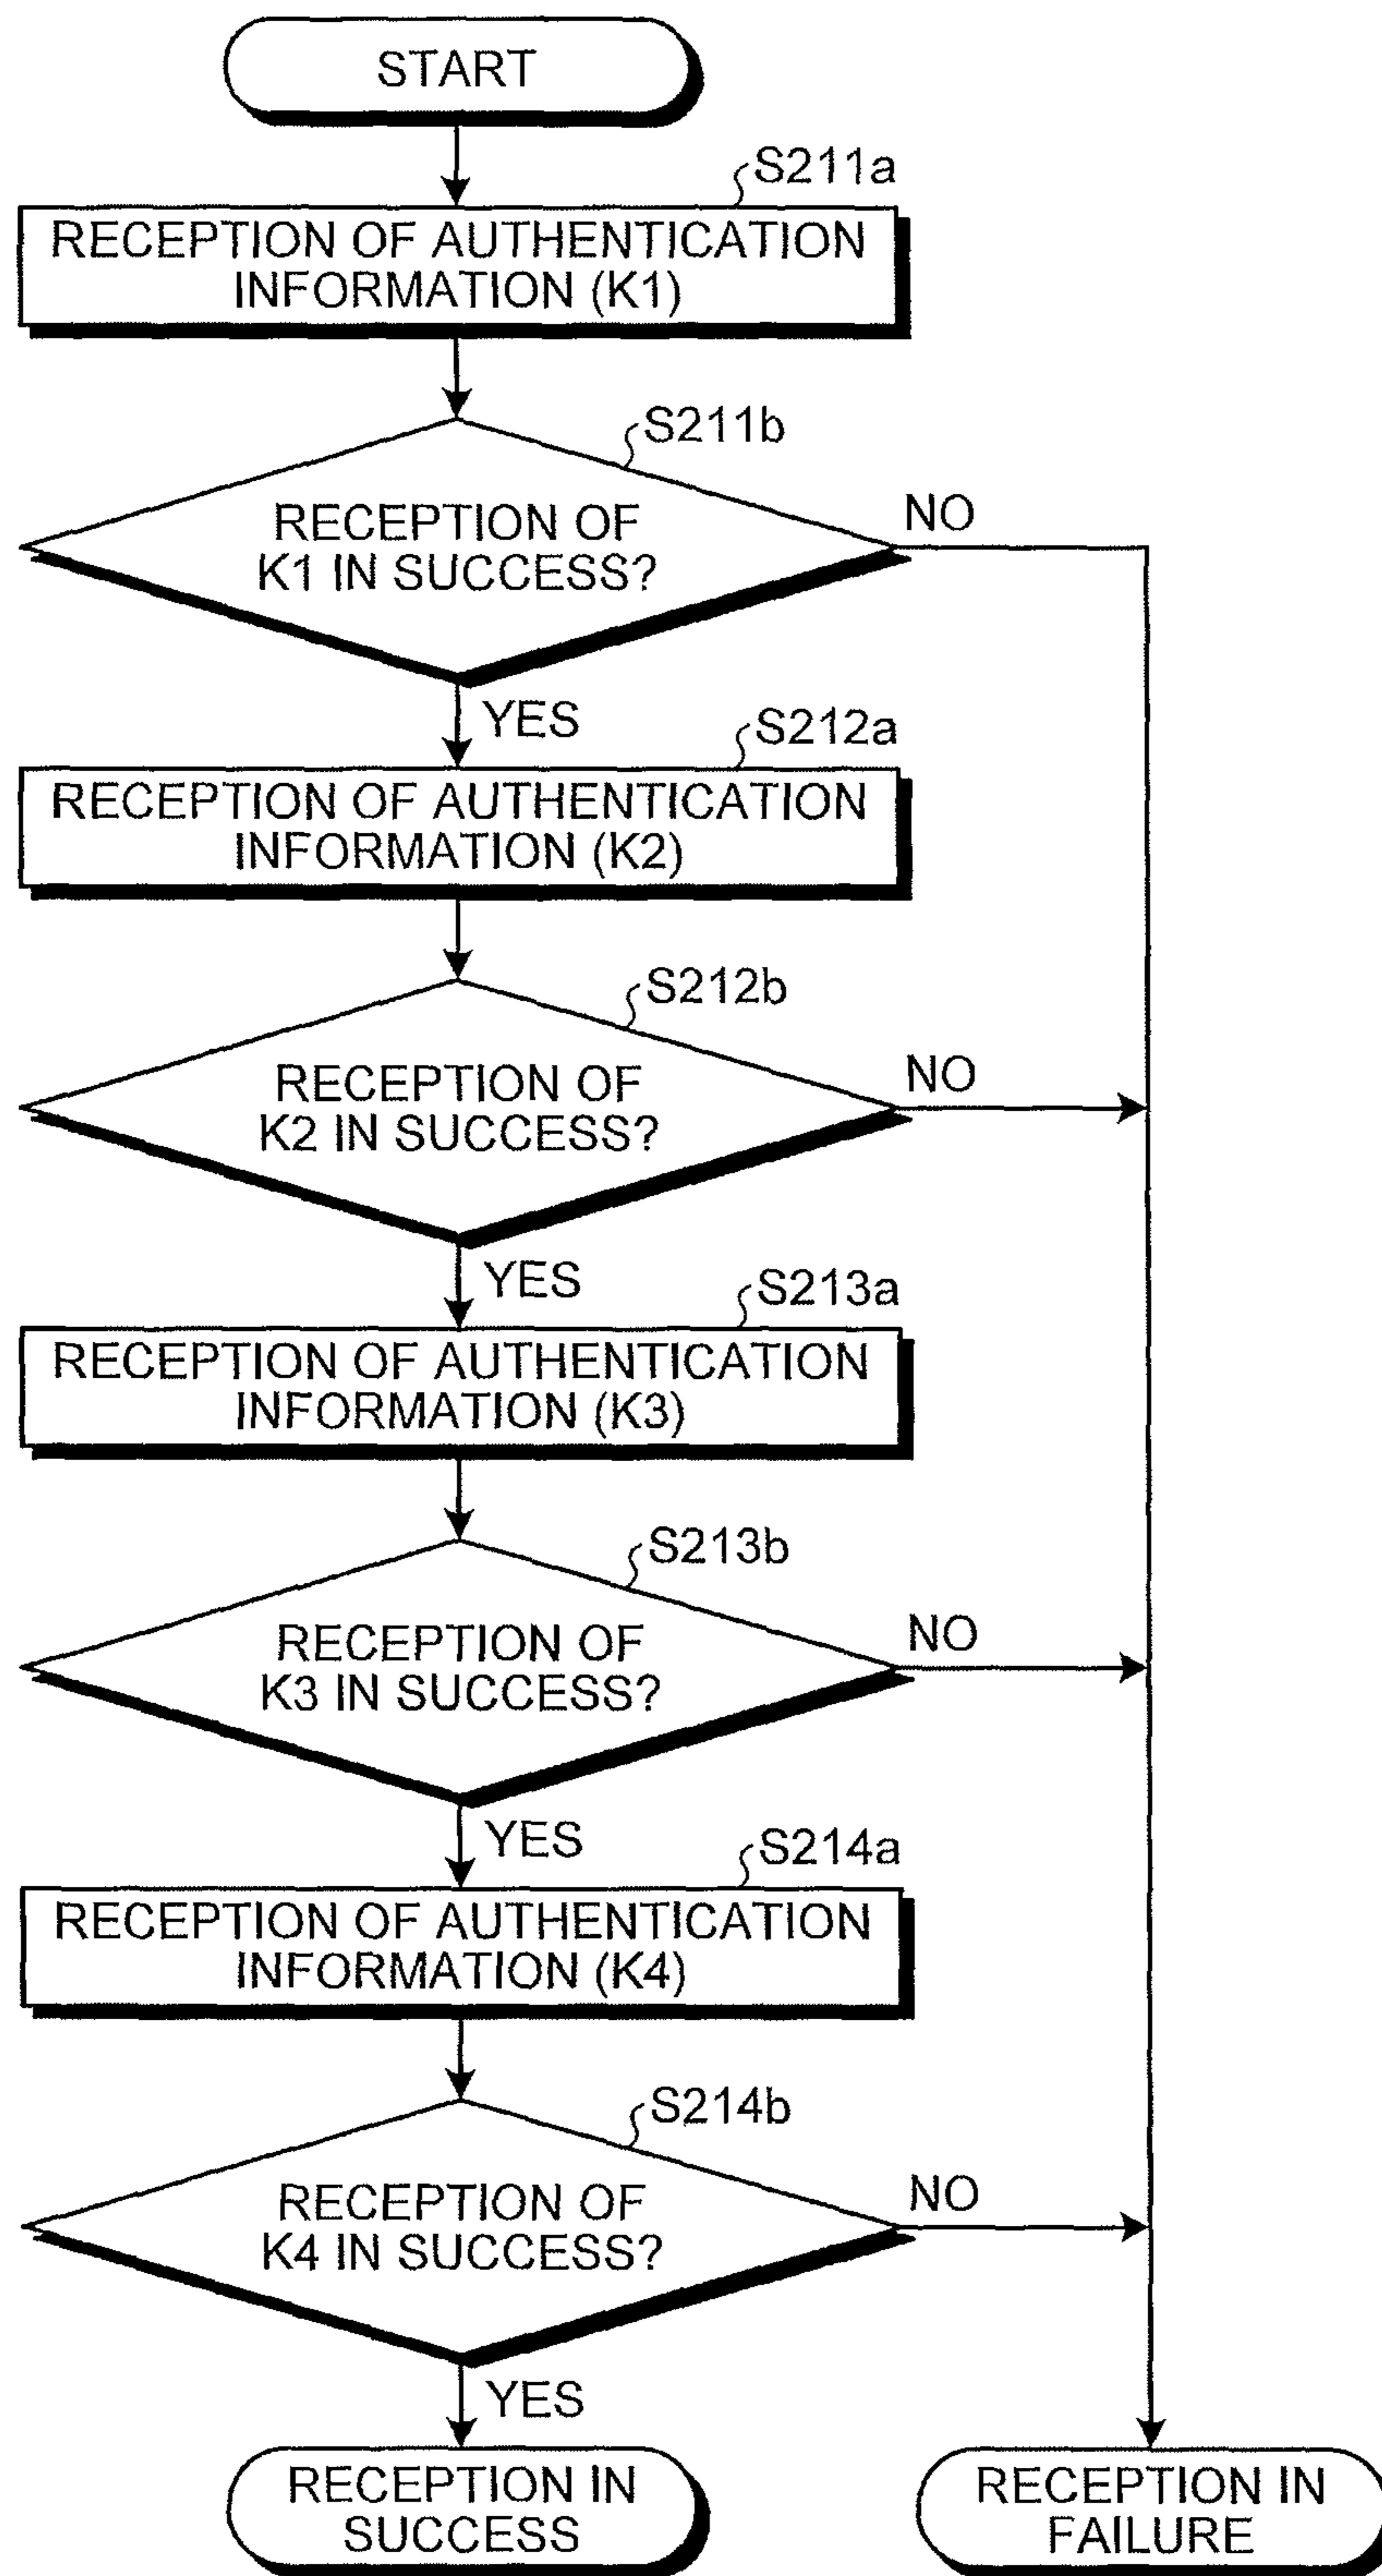 START
S211a
RECEPTION OF AUTHENTICATION
INFORMATION (K1)
S211b
RECEPTION OF
K1 IN SUCCESS?
NO
YES
S212a
RECEPTION OF AUTHENTICATION
INFORMATION (K2)
S212b
RECEPTION OF
K2 IN SUCCESS?
NO
YES
S213a
RECEPTION OF AUTHENTICATION
INFORMATION (K3)
S213b
RECEPTION OF
K3 IN SUCCESS?
NO
YES
S214a
RECEPTION OF AUTHENTICATION
INFORMATION (K4)
S214b
RECEPTION OF
K4 IN SUCCESS?
NO
YES
RECEPTION IN
SUCCESS
RECEPTION IN
FAILURE